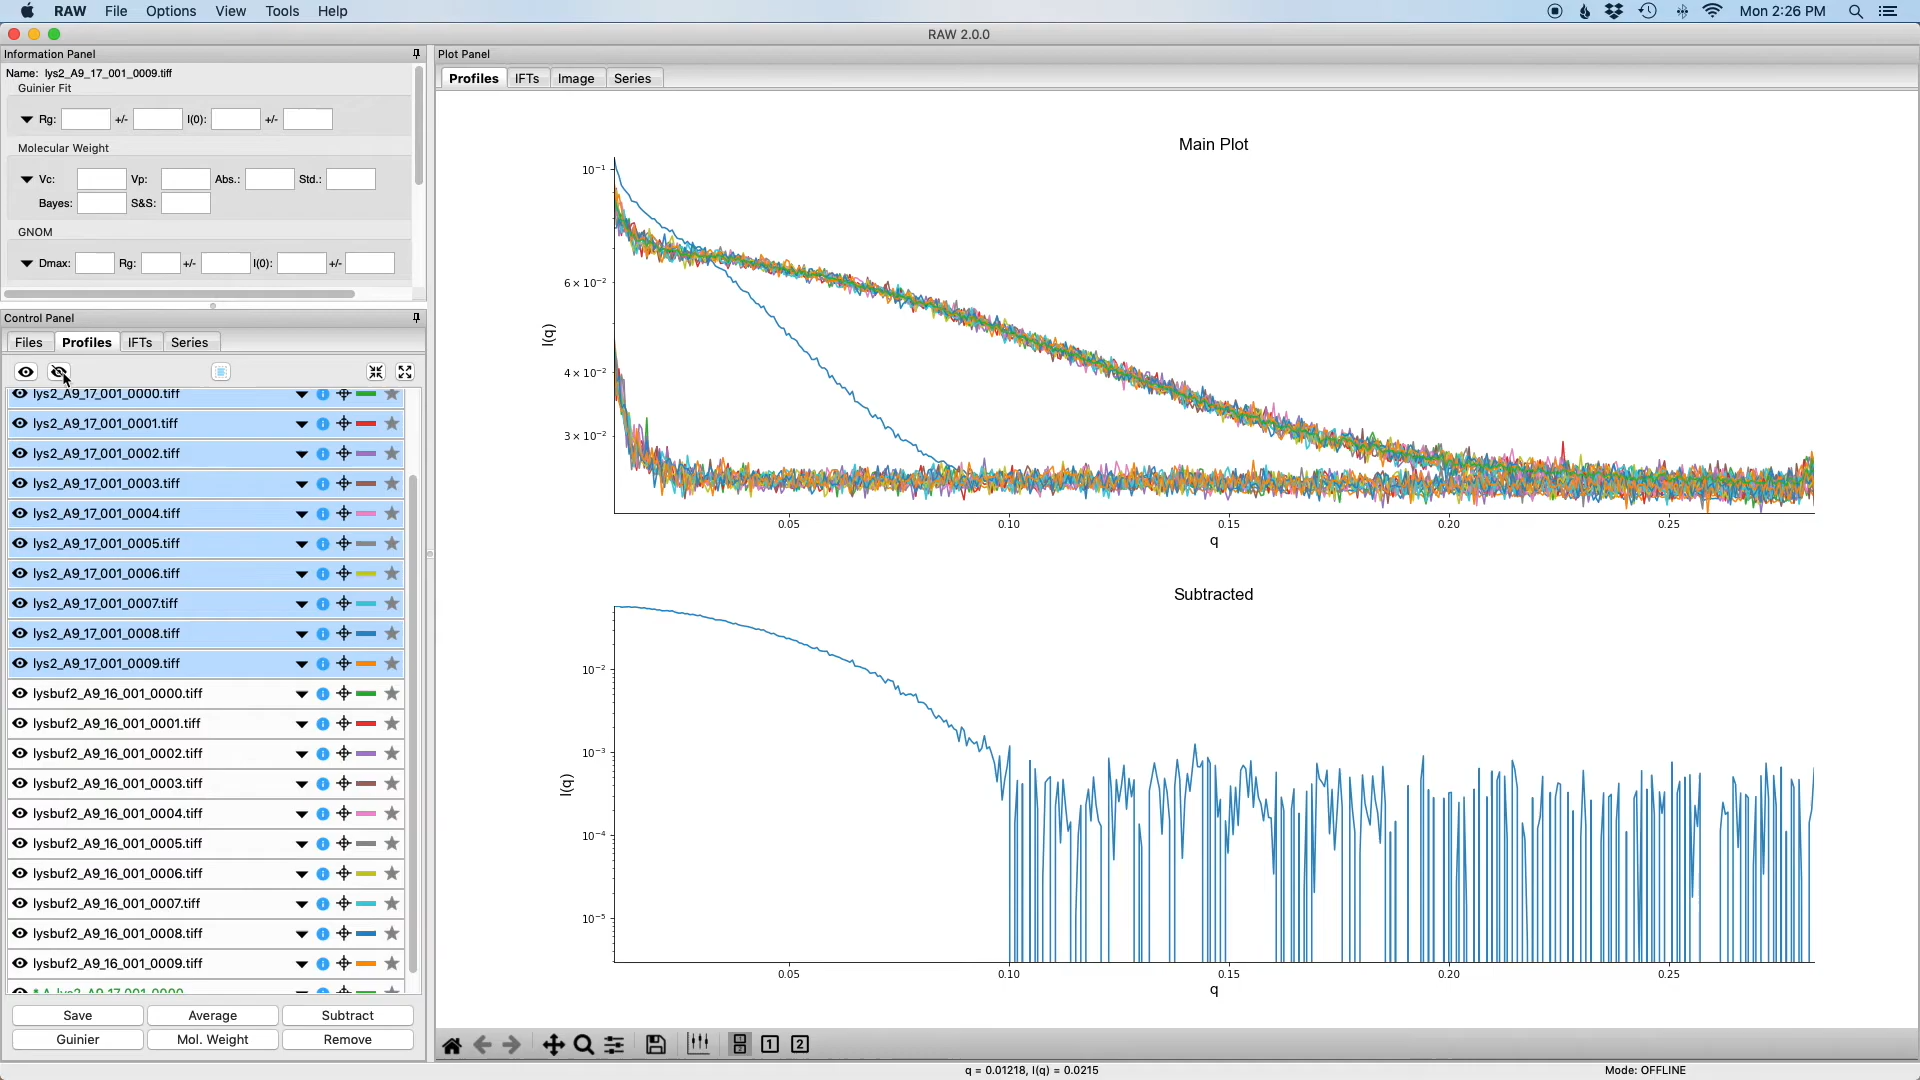 RAW File Options View Tools Help Mon 2:26 PM
RAW 2.0.0
Information Panel
Name: lys2_A9_17_001_0009.tiff
Guinier Fit
Rg: +/- I(0): +/-
Molecular Weight
Vc: Vp: Abs.: Std.:
Bayes: S&S:
GNOM
Dmax: Rg: +/- I(0): +/-
Control Panel
Files Profiles IFTs Series
lys2_A9_17_001_0000.tiff
lys2_A9_17_001_0001.tiff
lys2_A9_17_001_0002.tiff
lys2_A9_17_001_0003.tiff
lys2_A9_17_001_0004.tiff
lys2_A9_17_001_0005.tiff
lys2_A9_17_001_0006.tiff
lys2_A9_17_001_0007.tiff
lys2_A9_17_001_0008.tiff
lys2_A9_17_001_0009.tiff
lysbuf2_A9_16_001_0000.tiff
lysbuf2_A9_16_001_0001.tiff
lysbuf2_A9_16_001_0002.tiff
lysbuf2_A9_16_001_0003.tiff
lysbuf2_A9_16_001_0004.tiff
lysbuf2_A9_16_001_0005.tiff
lysbuf2_A9_16_001_0006.tiff
lysbuf2_A9_16_001_0007.tiff
lysbuf2_A9_16_001_0008.tiff
lysbuf2_A9_16_001_0009.tiff
* A_lys2_A9_17_001_0000
Save Average Subtract
Guinier Mol. Weight Remove
Plot Panel
Profiles IFTs Image Series
Main Plot
10⁻¹
6 × 10⁻²
4 × 10⁻²
3 × 10⁻²
I(q)
0.05 0.10 0.15 0.20 0.25
q
Subtracted
10⁻²
10⁻³
10⁻⁴
10⁻⁵
I(q)
0.05 0.10 0.15 0.20 0.25
q
1 2
q = 0.01218, I(q) = 0.0215
Mode: OFFLINE